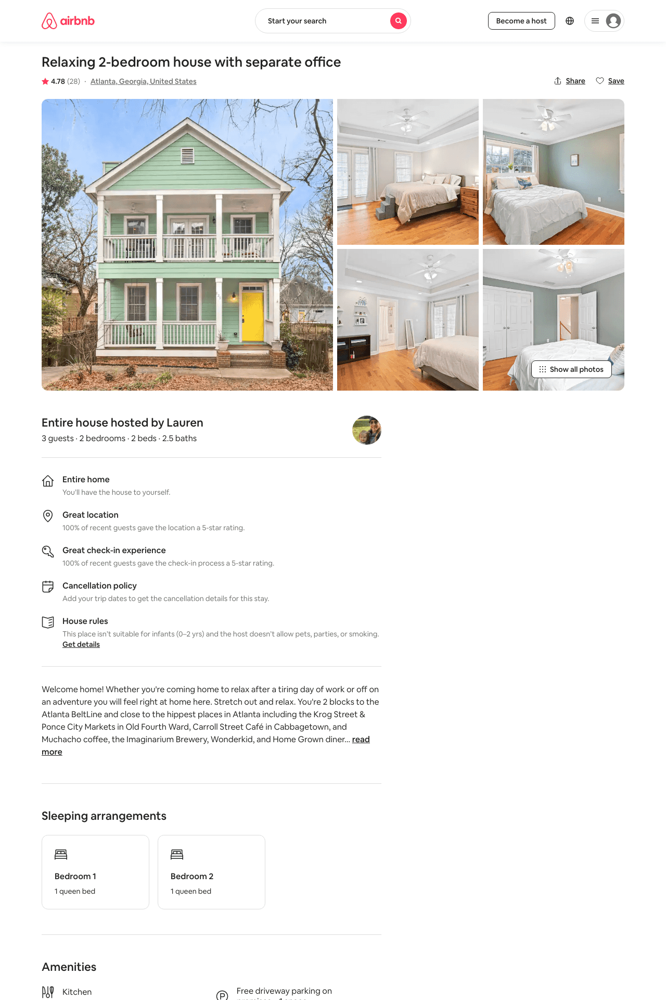 airbnb
Start your search
Become a host
Relaxing 2-bedroom house with separate office
4.78 (28) · Atlanta, Georgia, United States
Share
Save
Show all photos
Entire house hosted by Lauren
3 guests · 2 bedrooms · 2 beds · 2.5 baths
Entire home
You’ll have the house to yourself.
Great location
100% of recent guests gave the location a 5-star rating.
Great check-in experience
100% of recent guests gave the check-in process a 5-star rating.
Cancellation policy
Add your trip dates to get the cancellation details for this stay.
House rules
This place isn’t suitable for infants (0–2 yrs) and the host doesn’t allow pets, parties, or smoking.
Get details
Welcome home! Whether you're coming home to relax after a tiring day of work or off on
an adventure you will feel right at home here. Stretch out and relax. You're 2 blocks to the
Atlanta BeltLine and close to the hippest places in Atlanta including the Krog Street &
Ponce City Markets in Old Fourth Ward, Carroll Street Café in Cabbagetown, and
Muchacho coffee, the Imaginarium Brewery, Wonderkid, and Home Grown diner… read
more
Sleeping arrangements
Bedroom 1
1 queen bed
Bedroom 2
1 queen bed
Amenities
Kitchen
Free driveway parking on